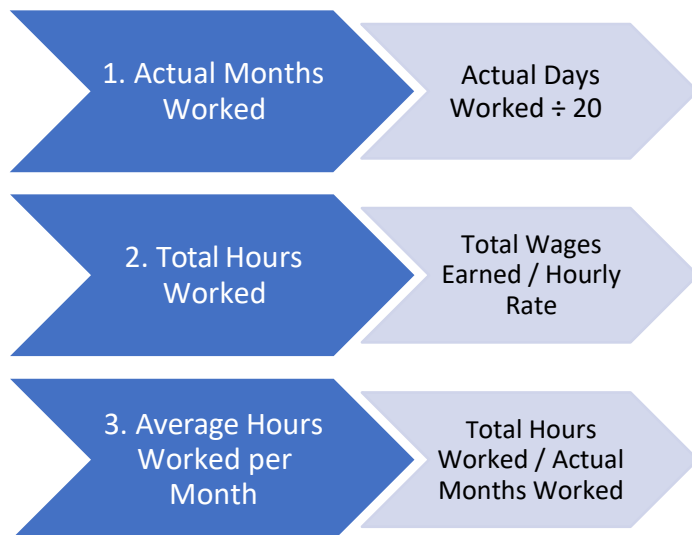 1. Actual Months
Worked
Actual Days
Worked ÷ 20
2. Total Hours
Worked
Total Wages
Earned / Hourly
Rate
3. Average Hours
Worked per
Month
Total Hours
Worked / Actual
Months Worked